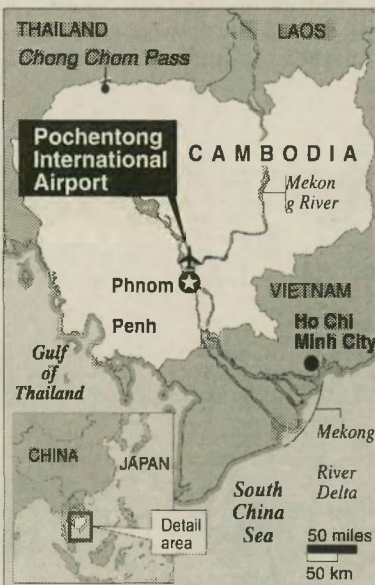 THAILAND
LAOS
Chong Chom Pass
Pochentong
International
Airport
CAMBODIA
Mekon
g River
Phnom
Penh
VIETNAM
Ho Chi
Minh City
Gulf
of
Thailand
Mekong
River
Delta
South
China
Sea
CHINA
JAPAN
Detail
area
50 miles
50 km